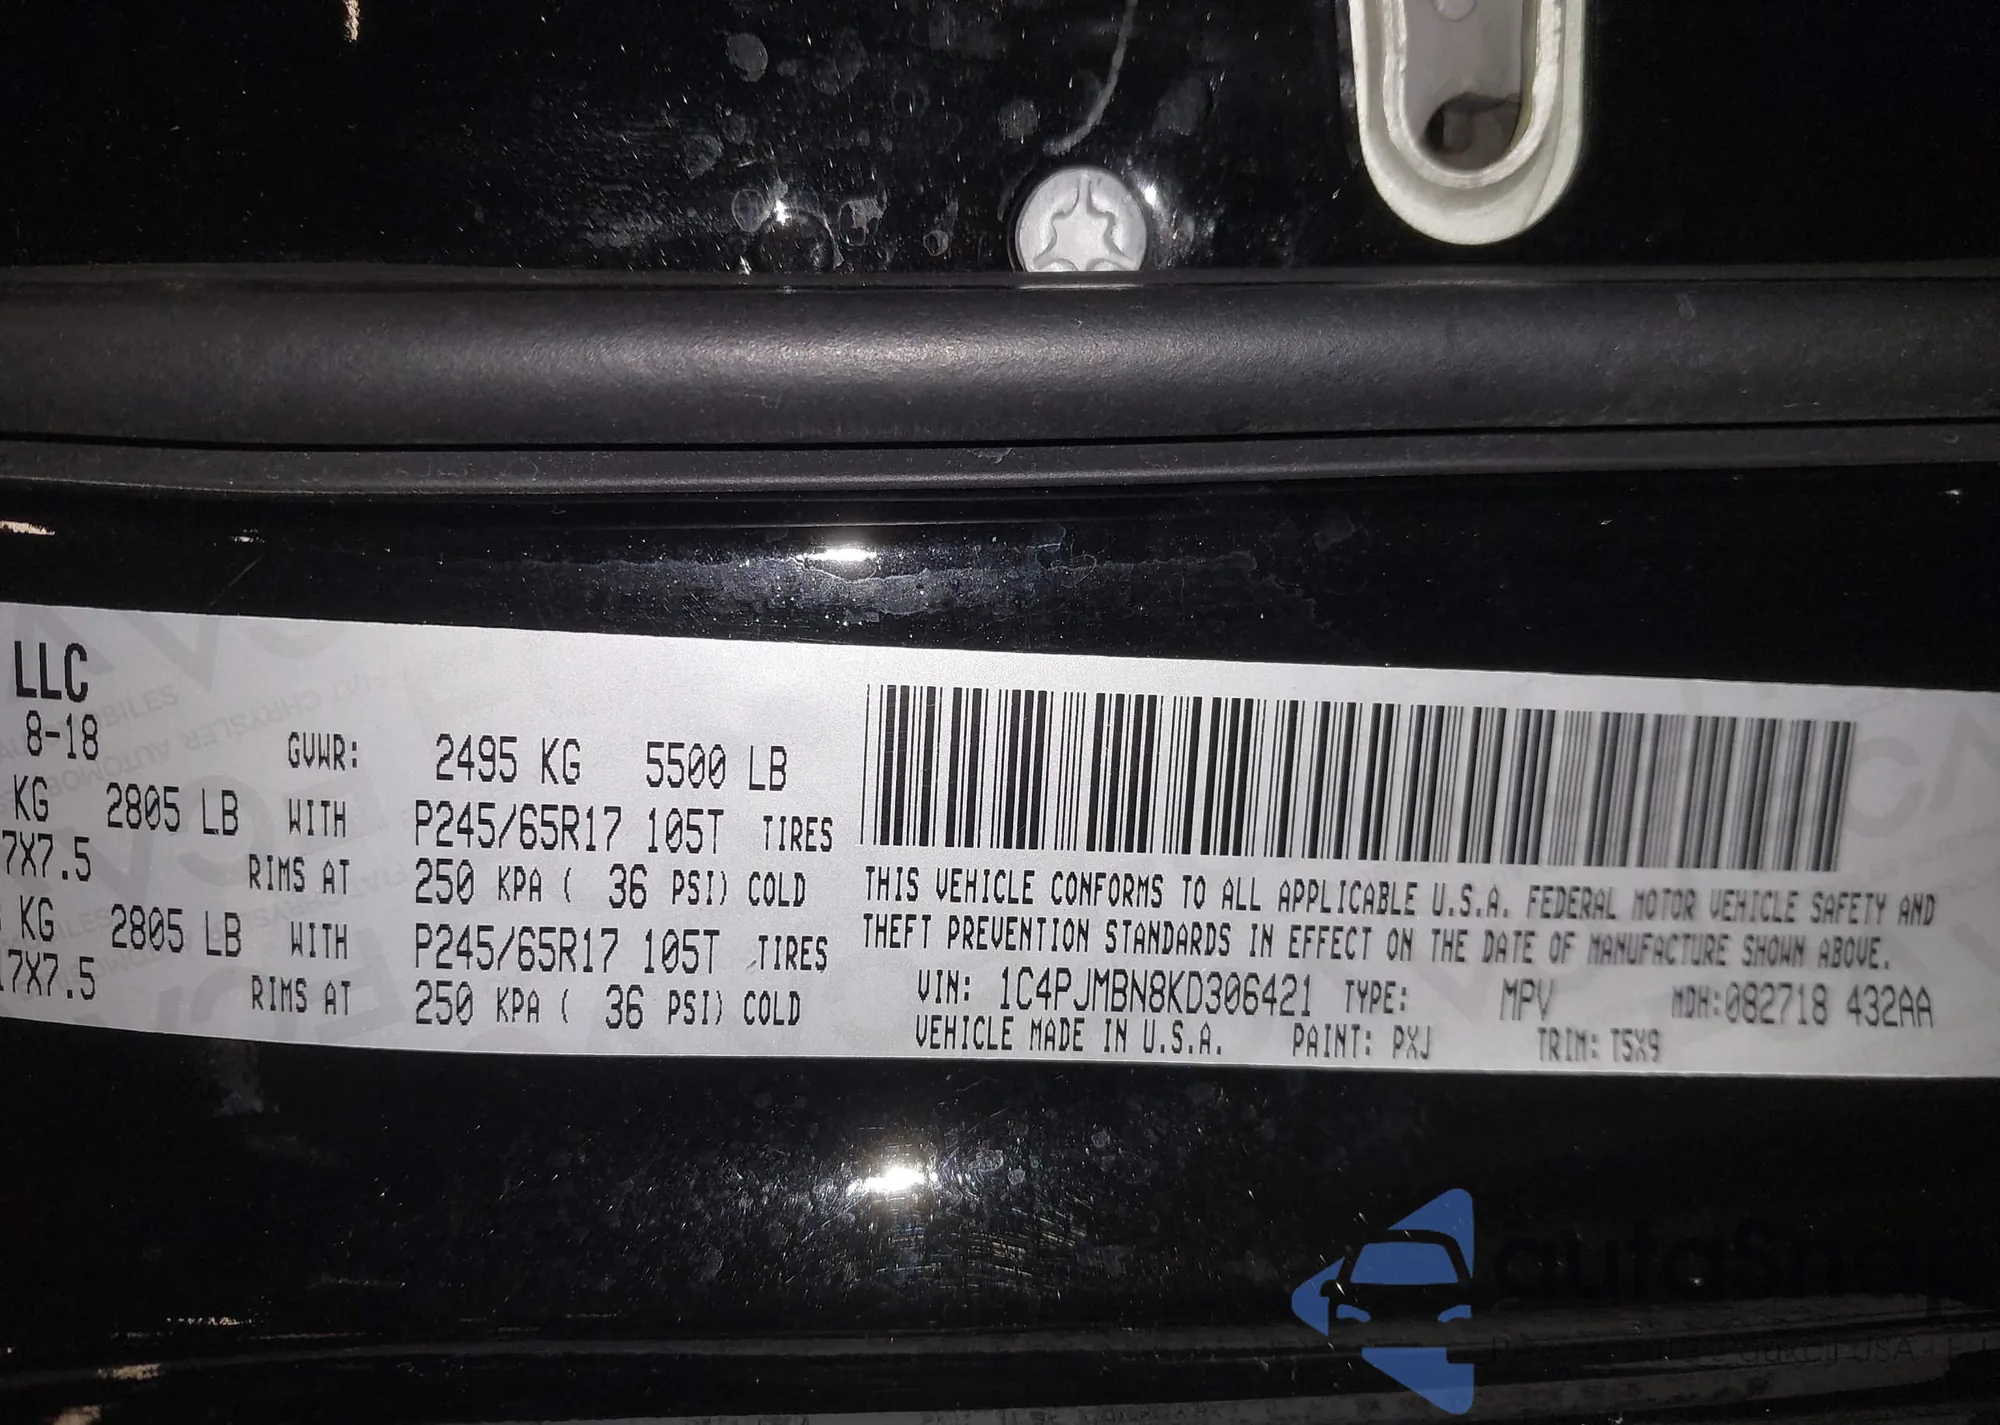 LLC
8-18 GVWR: 2495 KG 5500 LB
KG 2805 LB WITH P245/65R17 105T TIRES
7X7.5 RIMS AT 250 KPA ( 36 PSI) COLD
KG 2805 LB WITH P245/65R17 105T TIRES
17X7.5 RIMS AT 250 KPA ( 36 PSI) COLD
THIS VEHICLE CONFORMS TO ALL APPLICABLE U.S.A. FEDERAL MOTOR VEHICLE SAFETY AND
THEFT PREVENTION STANDARDS IN EFFECT ON THE DATE OF MANUFACTURE SHOWN ABOVE.
VIN: 1C4PJMBN8KD306421 TYPE: MPV MDH:082718 432AA
VEHICLE MADE IN U.S.A. PAINT: PXJ TRIM: T5X9
autoSnap